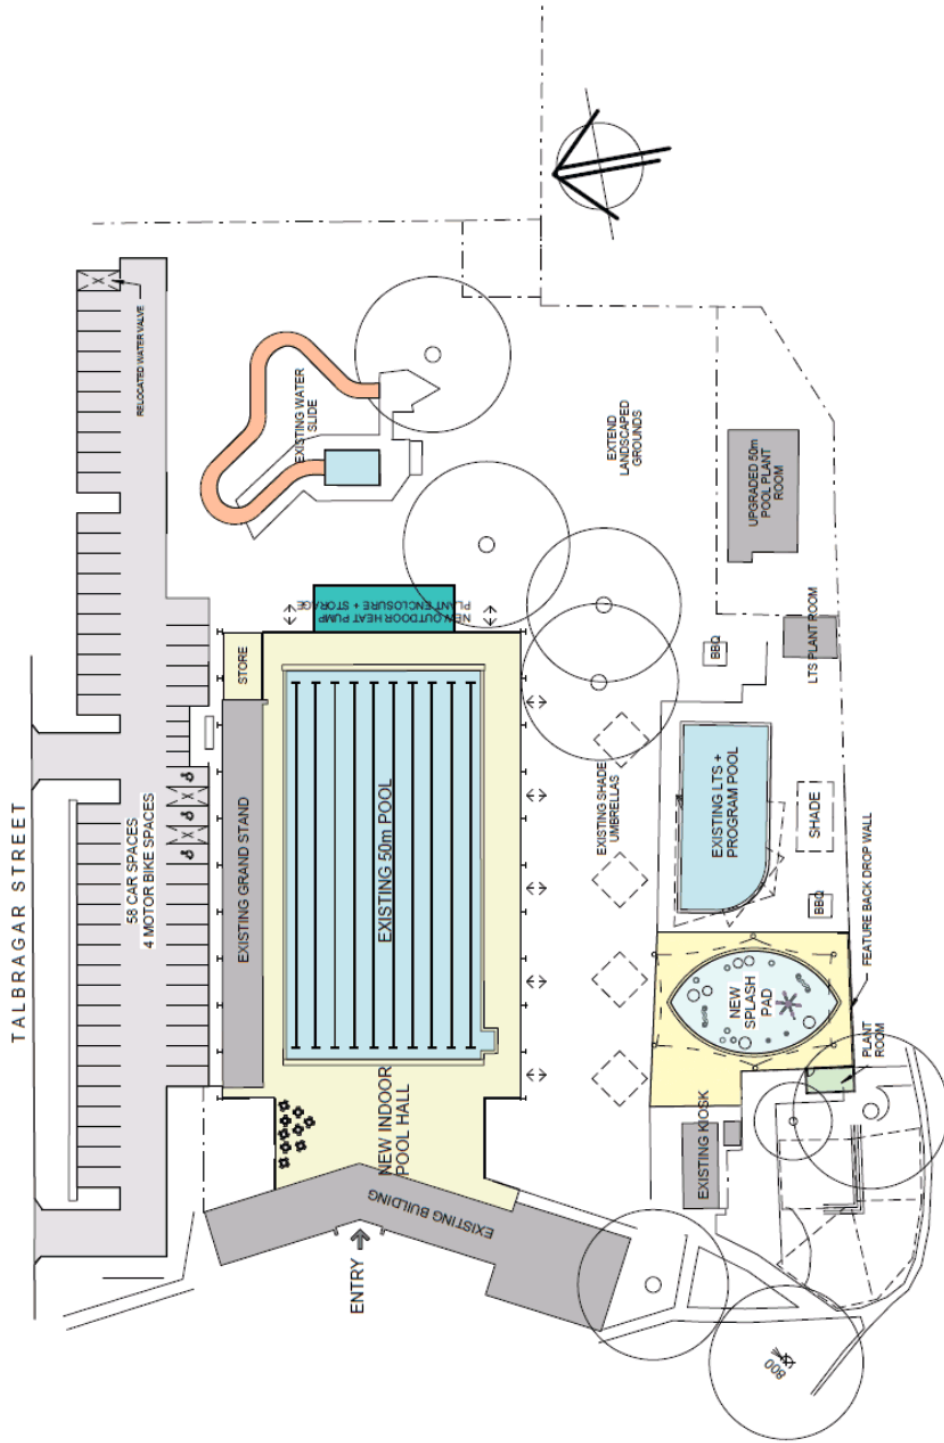 TALBRAGAR STREET
58 CAR SPACES
4 MOTOR BIKE SPACES
RELOCATED WATER VALVE
EXISTING WATER
SLIDE
EXTEND
LANDSCAPED
GROUNDS
UPGRADED 50m
POOL PLANT
ROOM
NEW OUTDOOR HEAT PUMP
PLANT ENCLOSURE + STORAGE
STORE
LTS PLANT ROOM
BBQ
EXISTING GRAND STAND
EXISTING 50m POOL
EXISTING SHADE
UMBRELLAS
EXISTING LTS +
PROGRAM POOL
SHADE
BBQ
FEATURE BACK DROP WALL
NEW
SPLASH
PAD
PLANT
ROOM
NEW INDOOR
POOL HALL
EXISTING KIOSK
EXISTING BUILDING
ENTRY
800